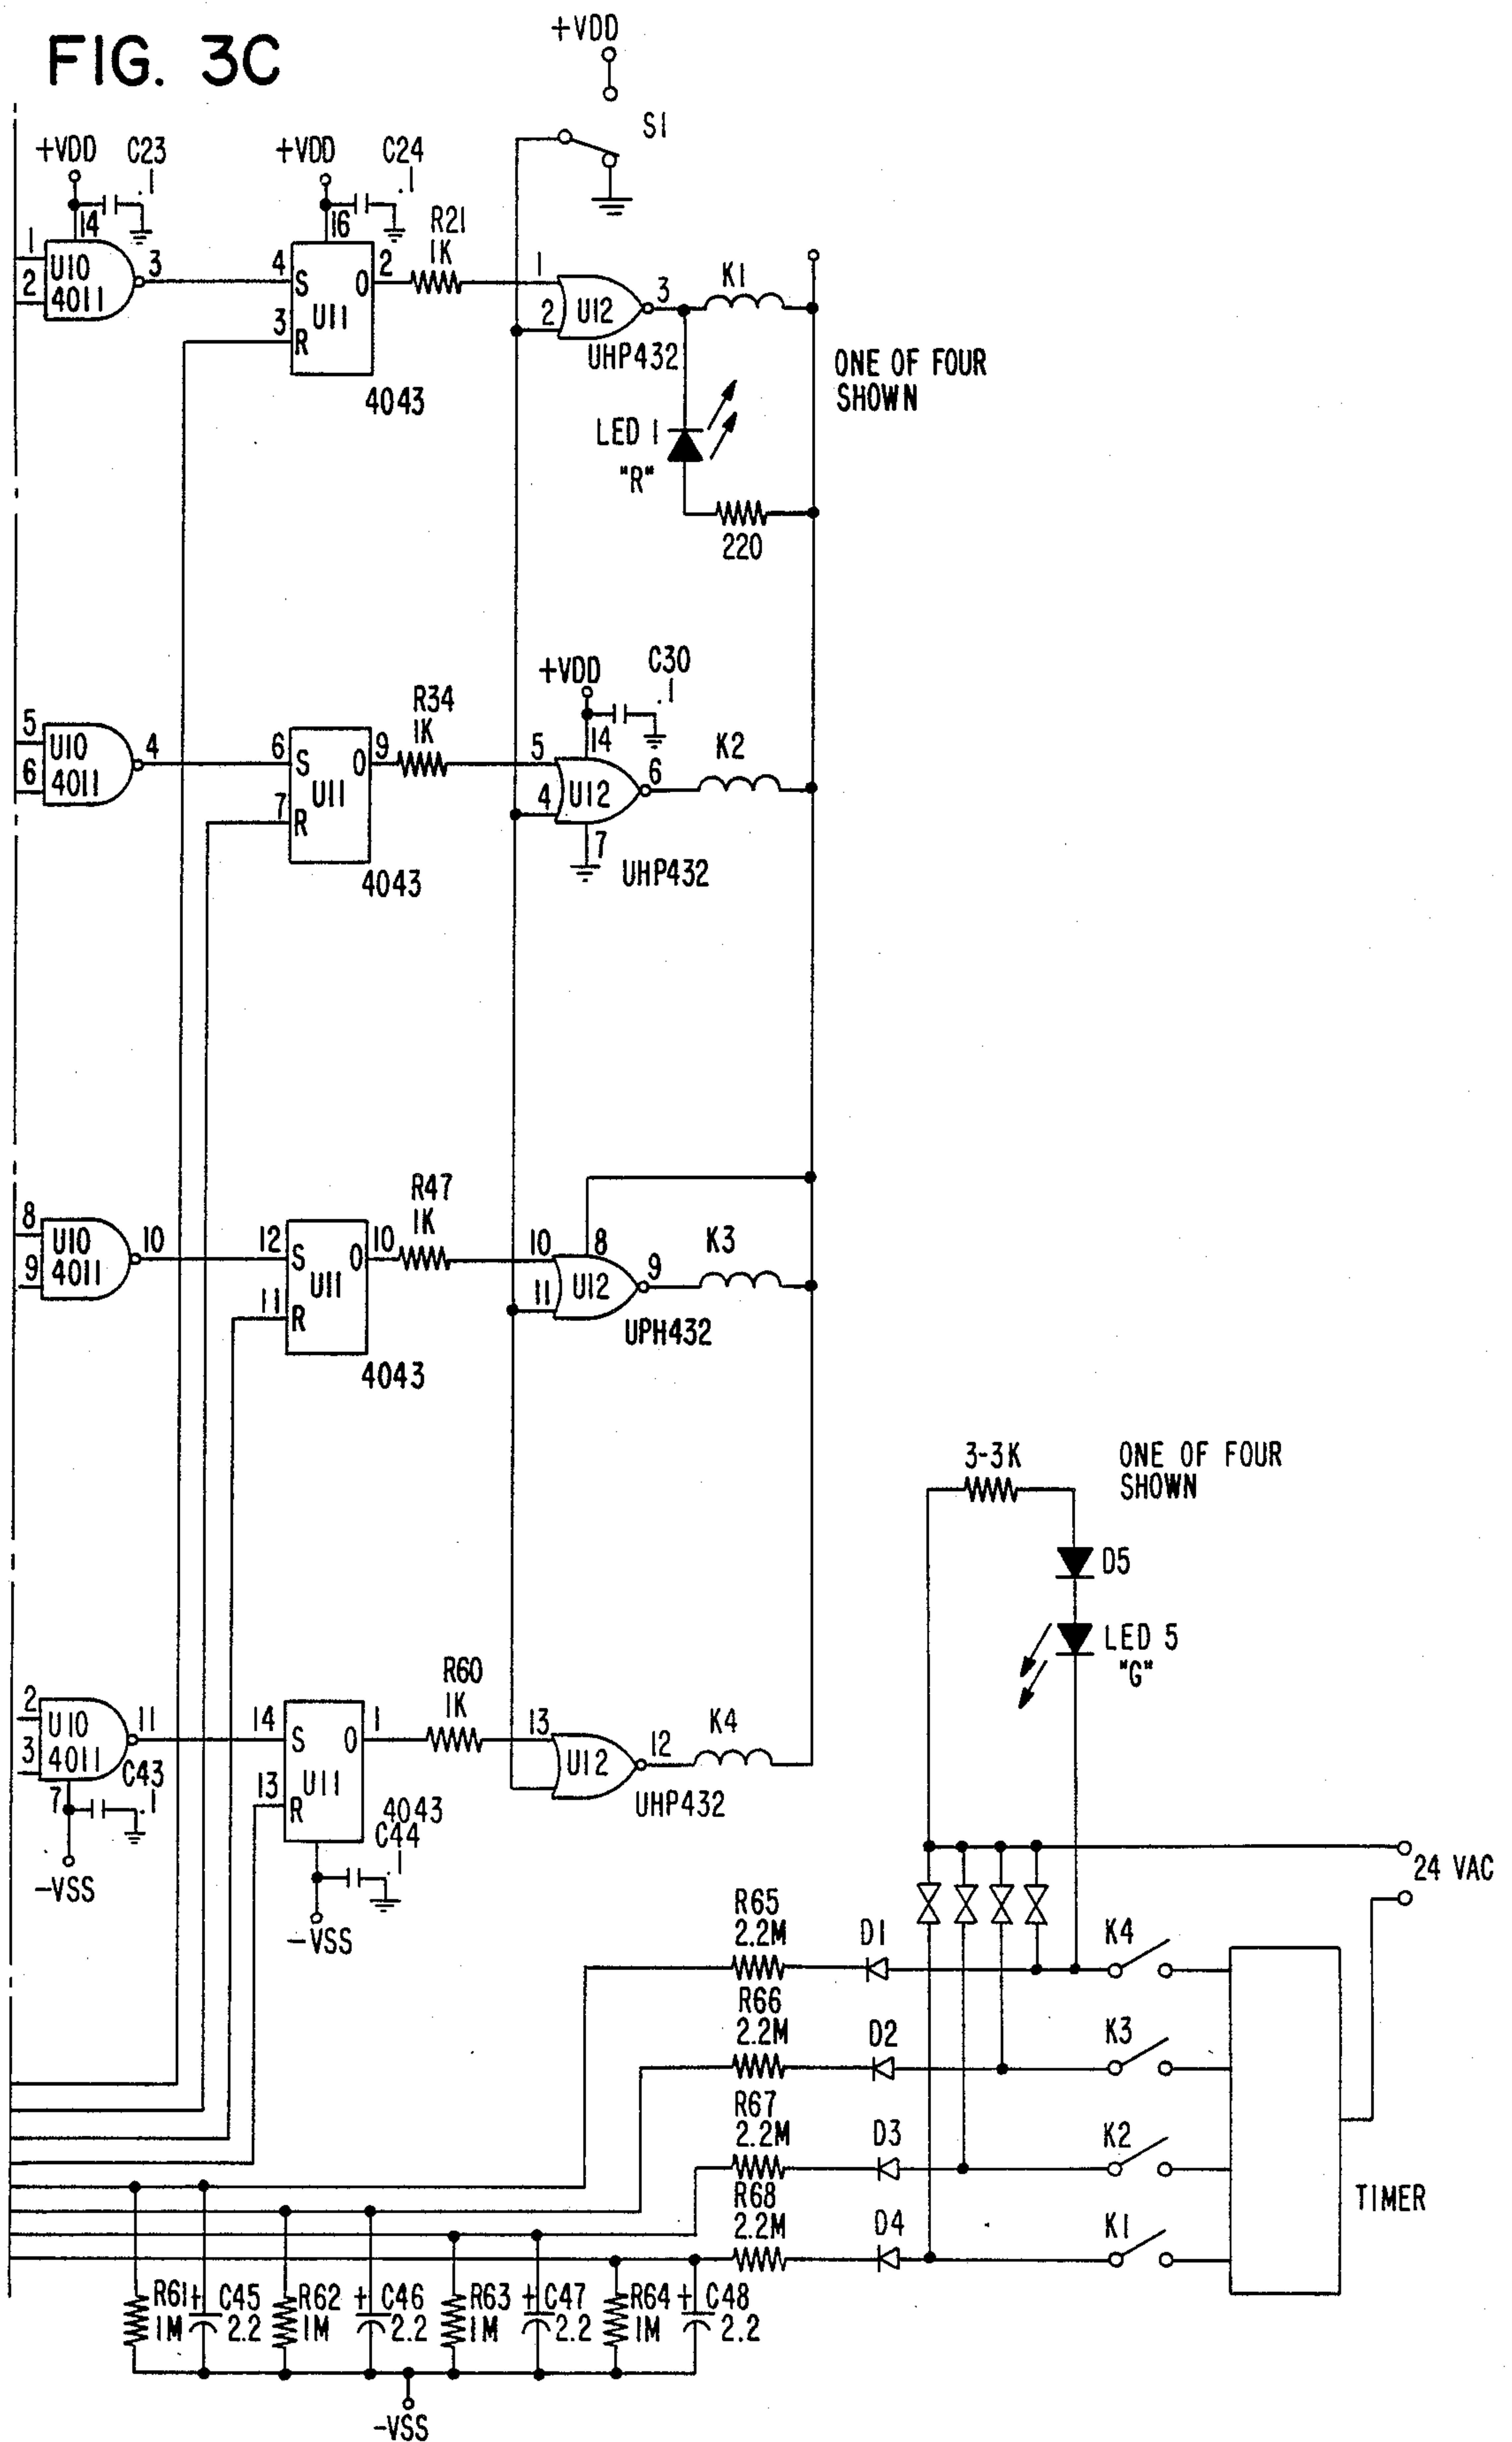 FIG. 3C
+VDD
S1
+VDD
C23
.1
14
1
2
U10
4011
3
+VDD
C24
.1
16
4
S
O
2
U11
3
R
4043
R21
1K
1
2
U12
3
UHP432
K1
ONE OF FOUR
SHOWN
LED 1
"R"
220
5
6
U10
4011
4
6
S
O
9
U11
7
R
4043
R34
1K
+VDD
C30
.1
14
5
4
U12
6
7
UHP432
K2
8
9
U10
4011
10
12
S
O
10
U11
11
R
4043
R47
1K
10
11
8
U12
9
UPH432
K3
3-3K
ONE OF FOUR
SHOWN
D5
LED 5
"G"
2
3
U10
4011
11
7
C43
.1
-VSS
14
S
O
1
U11
13
R
4043
C44
.1
-VSS
R60
1K
13
U12
12
UHP432
K4
24 VAC
R65
2.2M
D1
K4
R66
2.2M
D2
K3
R67
2.2M
D3
K2
R68
2.2M
D4
K1
TIMER
R61
1M
+
C45
2.2
R62
1M
+
C46
2.2
R63
1M
+
C47
2.2
R64
1M
+
C48
2.2
-VSS